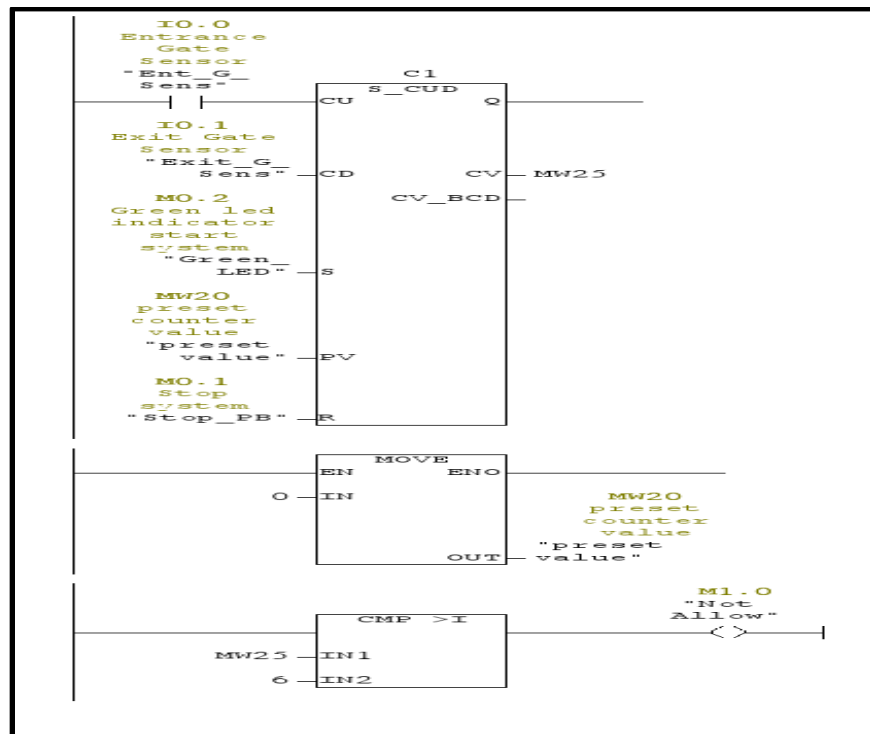 I0.0
Entrance
Gate
Sensor
"Ent_G_
Sens"
C1
S_CUD
CU
Q
I0.1
Exit Gate
Sensor
"Exit_G_
Sens"
CD
CV
MW25
CV_BCD
M0.2
Green led
indicator
start
system
"Green_
LED"
S
MW20
preset
counter
value
"preset
value"
PV
M0.1
Stop
system
"Stop_PB"
R
MOVE
EN
ENO
0
IN
MW20
preset
counter
value
"preset
value"
OUT
M1.0
"Not
Allow"
CMP >I
MW25
IN1
6
IN2